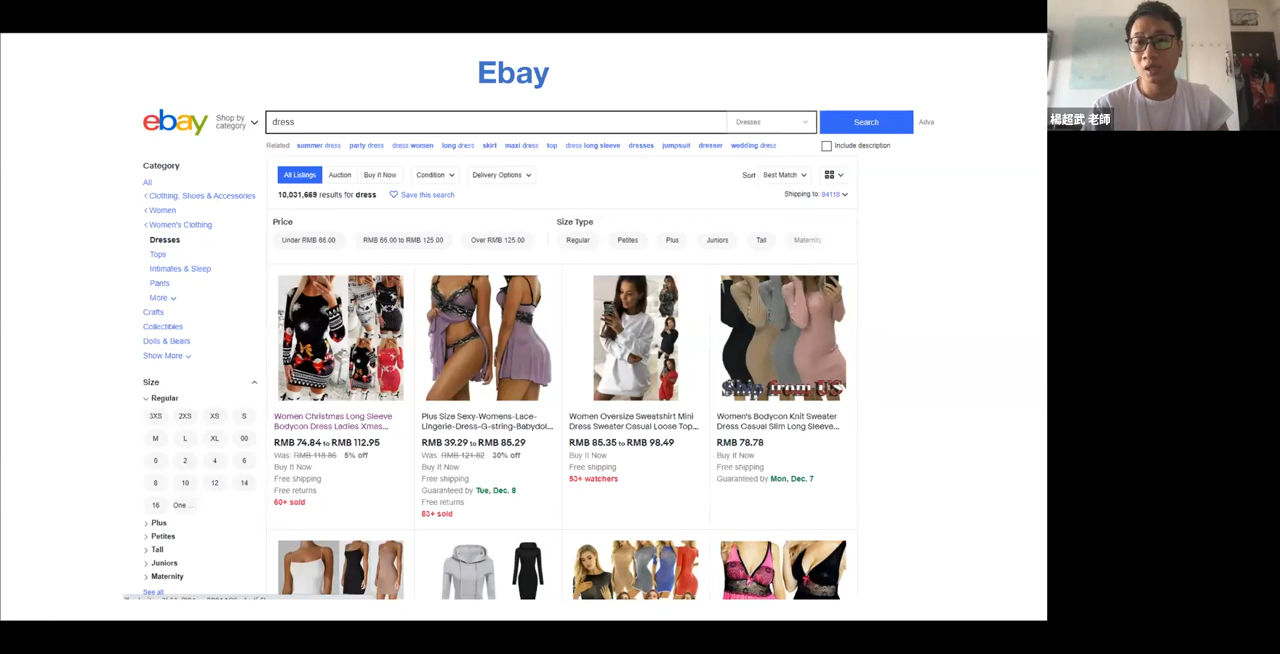 Ebay
ebay
Shop by category
dress
Dresses
Search
Adva
Related summer dress party dress dress women long dress skirt maxi dress top dress long sleeve dresses jumpsuit dresser wedding dress
Include description
楊超武 老師
Category
All
Clothing, Shoes & Accessories
Women
Women's Clothing
Dresses
Tops
Intimates & Sleep
Pants
More
Crafts
Collectibles
Dolls & Bears
Show More
Size
Regular
3XS 2XS XS S
M L XL 00
0 2 4 6
8 10 12 14
16 One ...
Plus
Petites
Tall
Juniors
Maternity
See all
All Listings Auction Buy It Now Condition Delivery Options
Sort Best Match
10,031,669 results for dress Save this search
Shipping to: 94118
Price
Under RMB 66.00 RMB 66.00 to RMB 125.00 Over RMB 125.00
Size Type
Regular Petites Plus Juniors Tall Maternity
Women Christmas Long Sleeve
Bodycon Dress Ladies Xmas...
RMB 74.84 to RMB 112.95
Was: RMB 118.86 5% off
Buy It Now
Free shipping
Free returns
60+ sold
Plus Size Sexy-Womens-Lace-
Lingerie-Dress-G-string-Babydol...
RMB 39.29 to RMB 85.29
Was: RMB 121.82 30% off
Buy It Now
Free shipping
Guaranteed by Tue, Dec. 8
Free returns
83+ sold
Women Oversize Sweatshirt Mini
Dress Sweater Casual Loose Top...
RMB 85.35 to RMB 98.49
Buy It Now
Free shipping
53+ watchers
Ship from US
Women's Bodycon Knit Sweater
Dress Casual Slim Long Sleeve...
RMB 78.78
Buy It Now
Free shipping
Guaranteed by Mon, Dec. 7